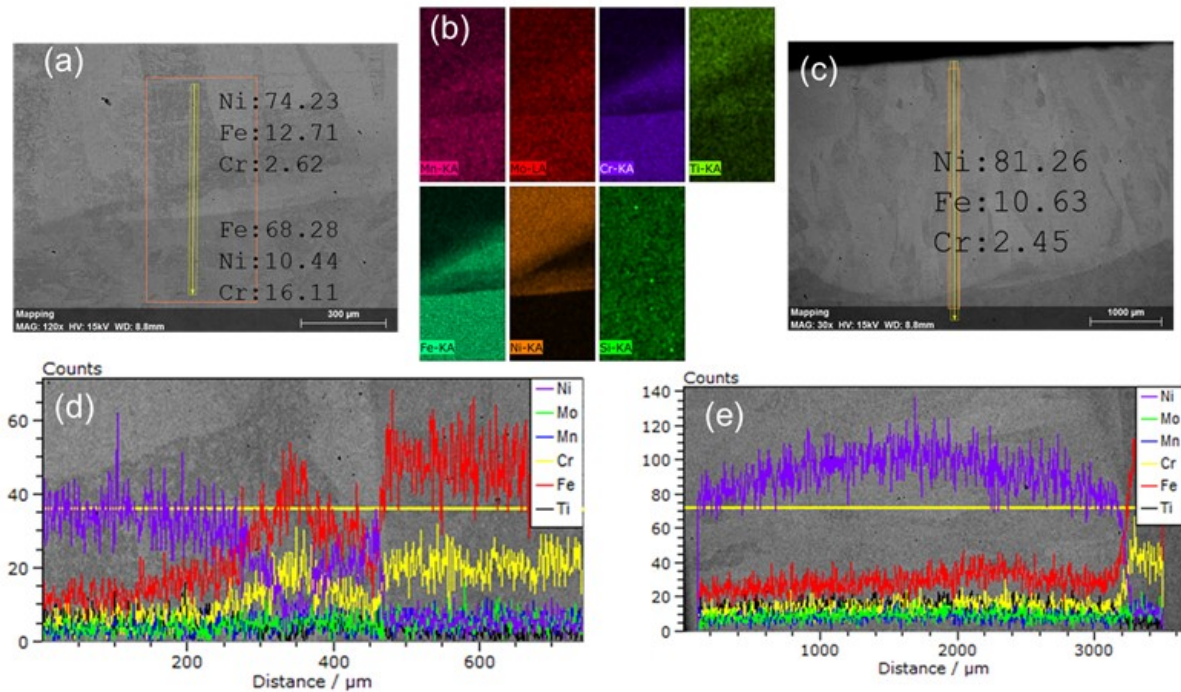 (a)
Ni:74.23
Fe:12.71
Cr:2.62
Fe:68.28
Ni:10.44
Cr:16.11
Mapping
MAG: 120x HV: 15kV WD: 8.8mm
300 µm
(b)
Mn-KA
Mo-LA
Cr-KA
Ti-KA
Fe-KA
Ni-KA
Si-KA
(c)
Ni:81.26
Fe:10.63
Cr:2.45
Mapping
MAG: 30x HV: 15kV WD: 8.8mm
1000 µm
Counts
(d)
60
40
20
0
200
400
600
Distance / µm
Ni
Mo
Mn
Cr
Fe
Ti
Counts
(e)
140
120
100
80
60
40
20
0
1000
2000
3000
Distance / µm
Ni
Mo
Mn
Cr
Fe
Ti